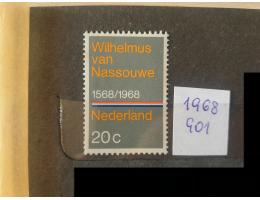 Wilhelmus
van
Nassouwe
1568/1968
Nederland
20c
1968
901